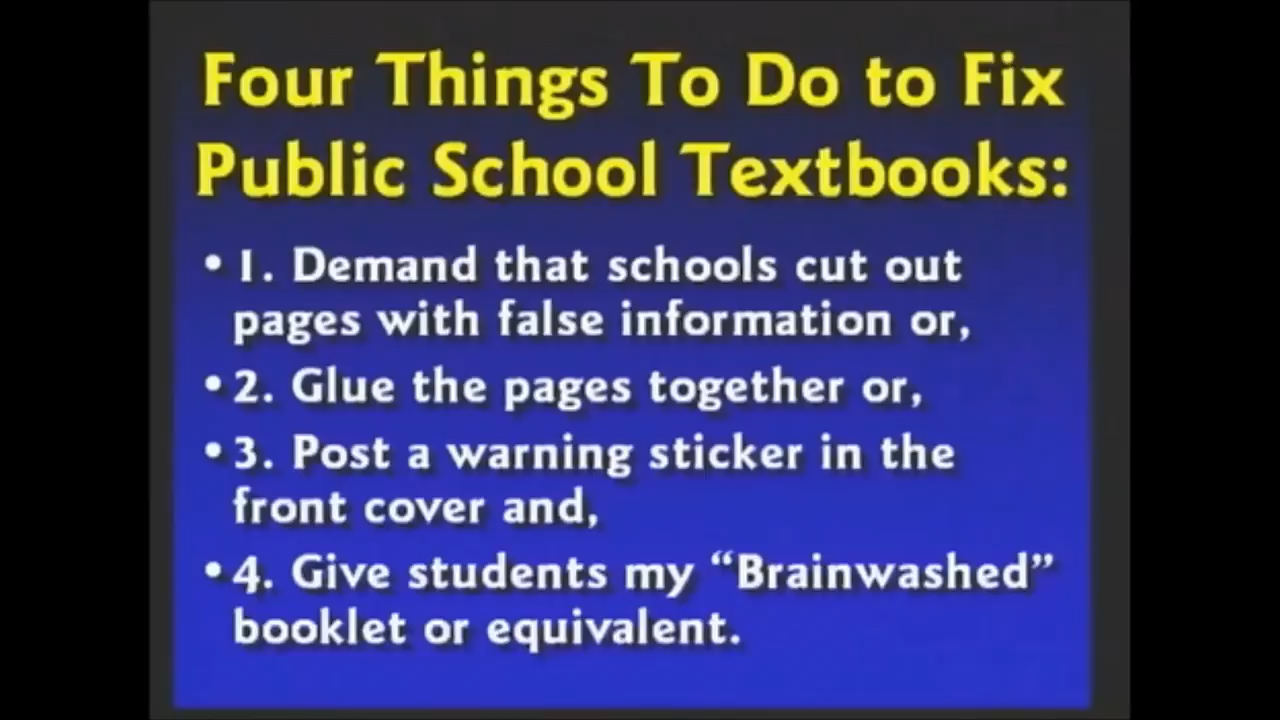 Four Things To Do to Fix
Public School Textbooks:
• 1. Demand that schools cut out
pages with false information or,
• 2. Glue the pages together or,
• 3. Post a warning sticker in the
front cover and,
• 4. Give students my “Brainwashed”
booklet or equivalent.